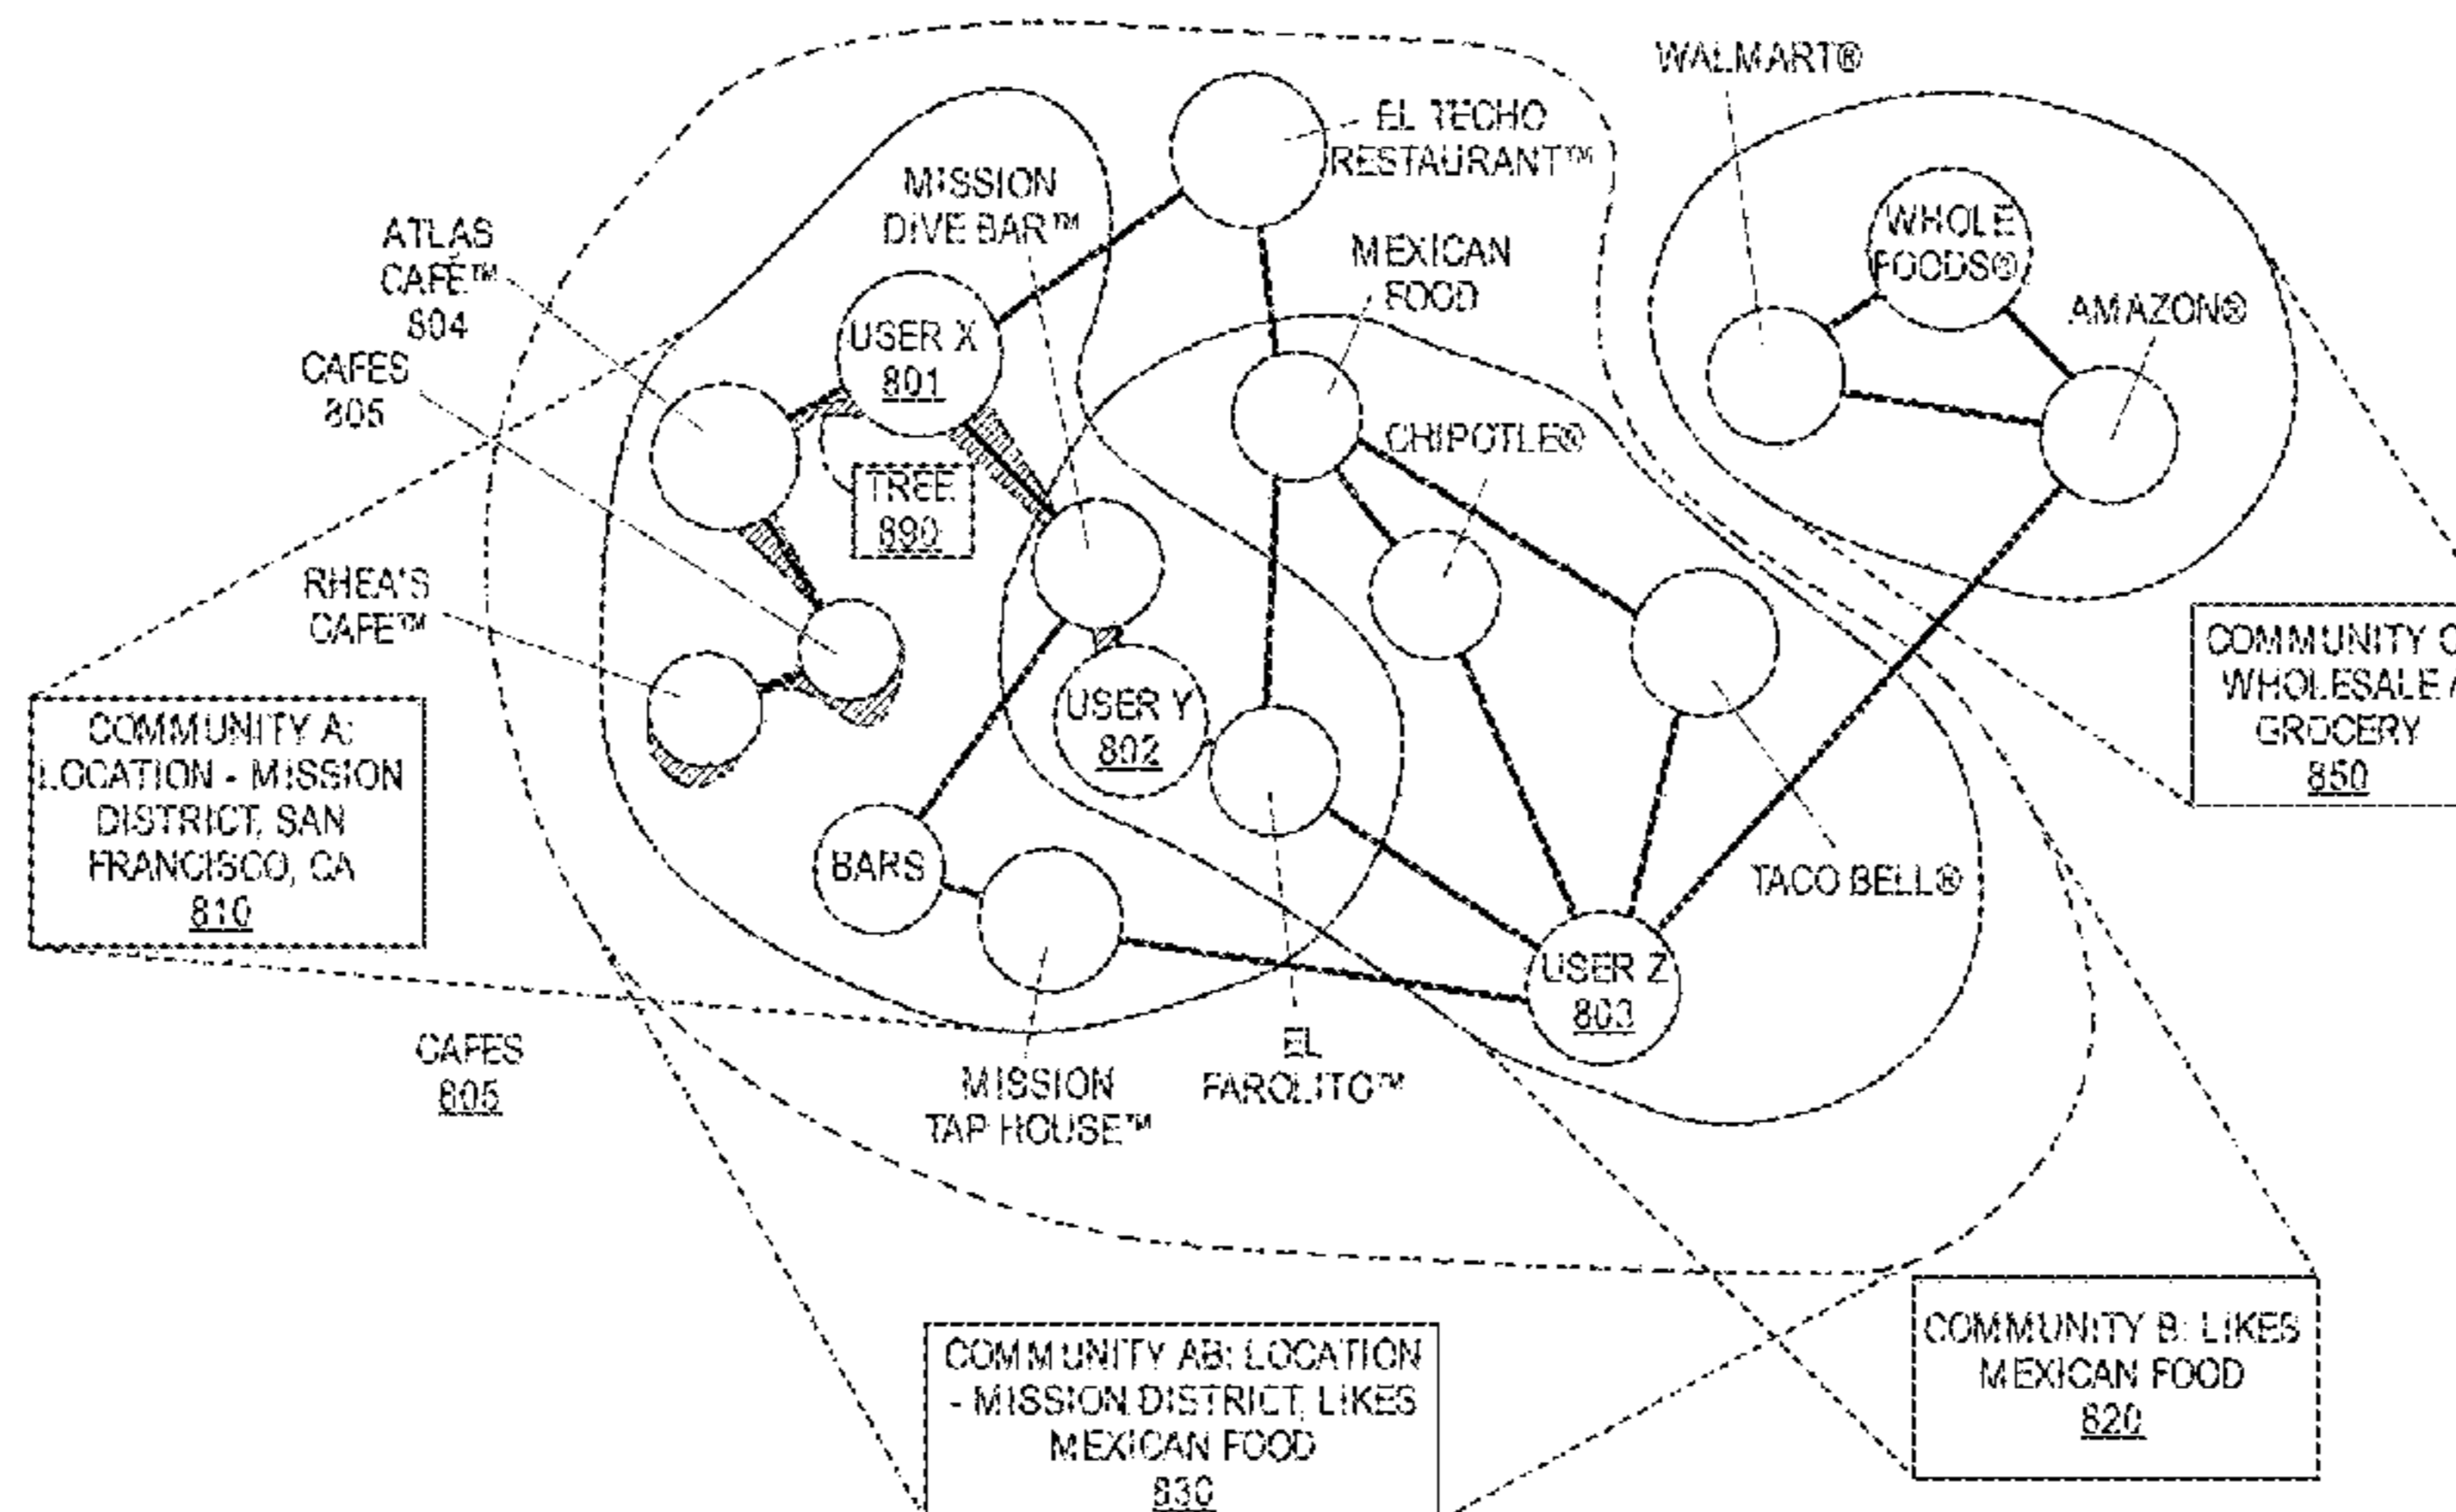 WALMART®
EL TECHO
RESTAURANT™
MISSION
DIVE BAR™
WHOLE
FOODS®
ATLAS
CAFÉ™
804
MEXICAN
FOOD
AMAZON®
CAFES
805
USER X
801
CHIPOTLE®
TREE
890
RHEA'S
CAFE™
COMMUNITY A:
LOCATION - MISSION
DISTRICT, SAN
FRANCISCO, CA
810
USER Y
802
COMMUNITY
WHOLESALE
GROCERY
850
BARS
TACO BELL®
USER Z
803
CAFES
805
MISSION
TAP HOUSE™
EL
FAROLITO™
COMMUNITY AB: LOCATION
- MISSION DISTRICT, LIKES
MEXICAN FOOD
830
COMMUNITY B: LIKES
MEXICAN FOOD
820